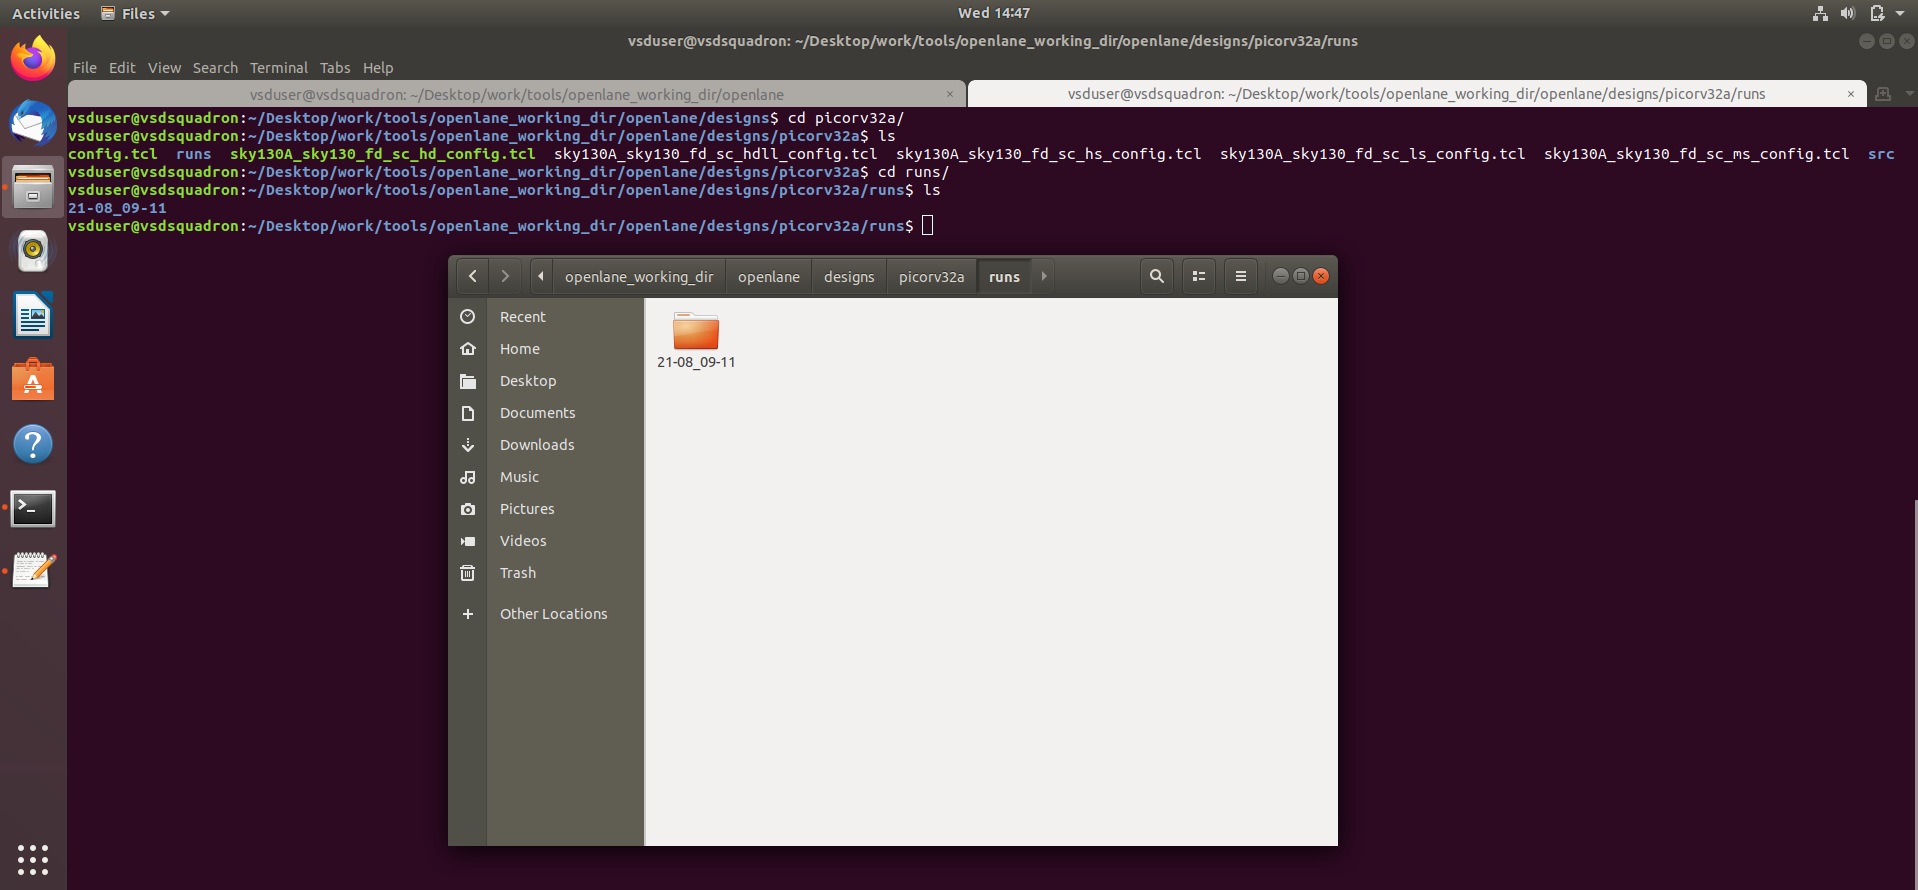 Activities Files Wed 14:47
vsduser@vsdsquadron: ~/Desktop/work/tools/openlane_working_dir/openlane/designs/picorv32a/runs
File Edit View Search Terminal Tabs Help
vsduser@vsdsquadron: ~/Desktop/work/tools/openlane_working_dir/openlane × vsduser@vsdsquadron: ~/Desktop/work/tools/openlane_working_dir/openlane/designs/picorv32a/runs ×
vsduser@vsdsquadron:~/Desktop/work/tools/openlane_working_dir/openlane/designs$ cd picorv32a/
vsduser@vsdsquadron:~/Desktop/work/tools/openlane_working_dir/openlane/designs/picorv32a$ ls
config.tcl runs sky130A_sky130_fd_sc_hd_config.tcl sky130A_sky130_fd_sc_hdll_config.tcl sky130A_sky130_fd_sc_hs_config.tcl sky130A_sky130_fd_sc_ls_config.tcl sky130A_sky130_fd_sc_ms_config.tcl src
vsduser@vsdsquadron:~/Desktop/work/tools/openlane_working_dir/openlane/designs/picorv32a$ cd runs/
vsduser@vsdsquadron:~/Desktop/work/tools/openlane_working_dir/openlane/designs/picorv32a/runs$ ls
21-08_09-11
vsduser@vsdsquadron:~/Desktop/work/tools/openlane_working_dir/openlane/designs/picorv32a/runs$
openlane_working_dir openlane designs picorv32a runs
Recent
Home
Desktop
Documents
Downloads
Music
Pictures
Videos
Trash
Other Locations
21-08_09-11